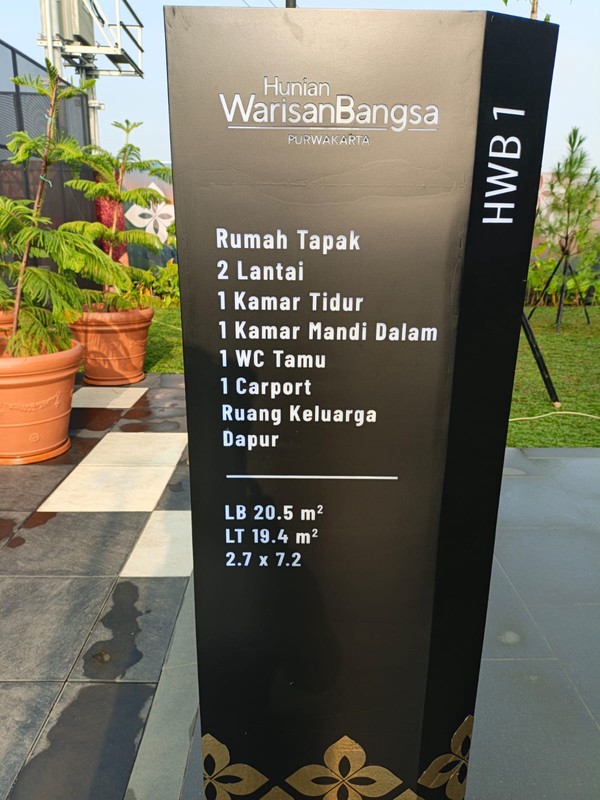 Hunian
WarisanBangsa
PURWAKARTA
HWB 1
Rumah Tapak
2 Lantai
1 Kamar Tidur
1 Kamar Mandi Dalam
1 WC Tamu
1 Carport
Ruang Keluarga
Dapur
LB 20.5 m²
LT 19.4 m²
2.7 x 7.2